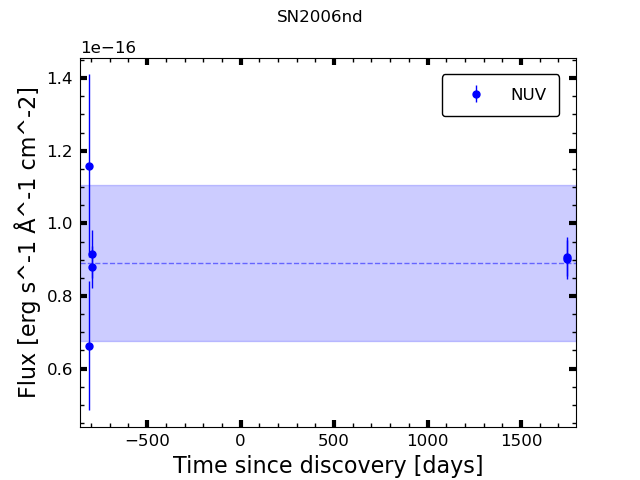 SN2006nd
1e−16
1.4
1.2
1.0
0.8
0.6
Flux [erg s^-1 Å^-1 cm^-2]
NUV
−500
0
500
1000
1500
Time since discovery [days]